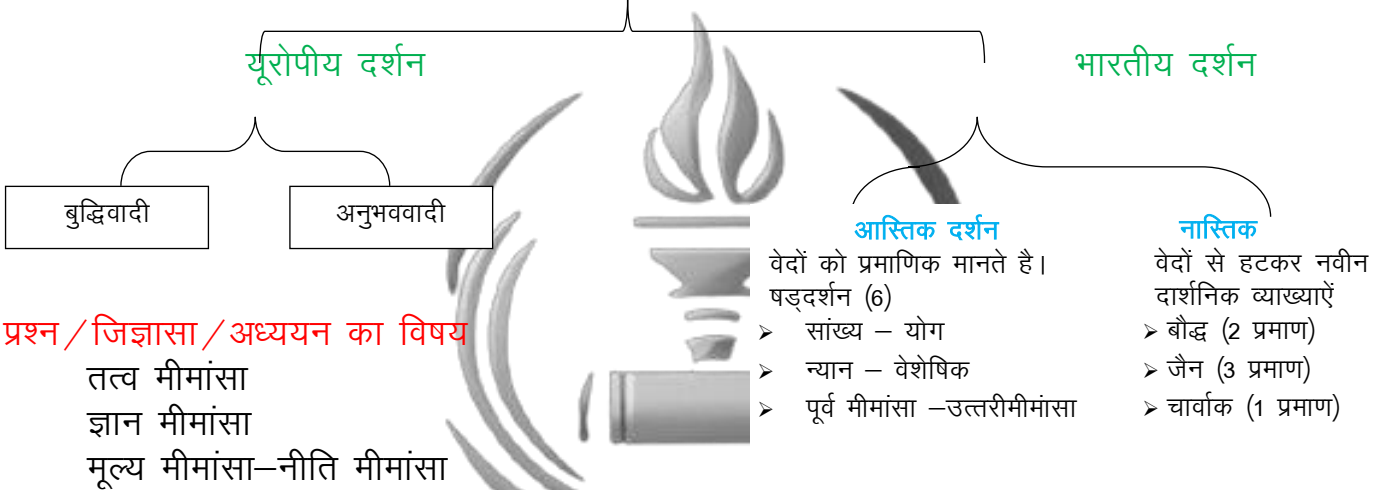 यूरोपीय दर्शन
भारतीय दर्शन
बुद्धिवादी
अनुभववादी
आस्तिक दर्शन
वेदों को प्रमाणिक मानते है।
षड्दर्शन (6)
➢ सांख्य – योग
➢ न्यान – वेशेषिक
➢ पूर्व मीमांसा –उत्तरीमीमांसा
नास्तिक
वेदों से हटकर नवीन
दार्शनिक व्याख्याऐं
➢ बौद्ध (2 प्रमाण)
➢ जैन (3 प्रमाण)
➢ चार्वाक (1 प्रमाण)
प्रश्न/जिज्ञासा/अध्ययन का विषय
तत्व मीमांसा
ज्ञान मीमांसा
मूल्य मीमांसा–नीति मीमांसा